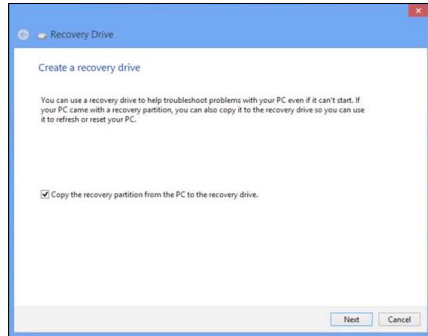 Recovery Drive
Create a recovery drive
You can use a recovery drive to help troubleshoot problems with your PC even if it can't start. If
your PC came with a recovery partition, you can also copy it to the recovery drive so you can use
it to refresh or reset your PC.
Copy the recovery partition from the PC to the recovery drive.
Next Cancel